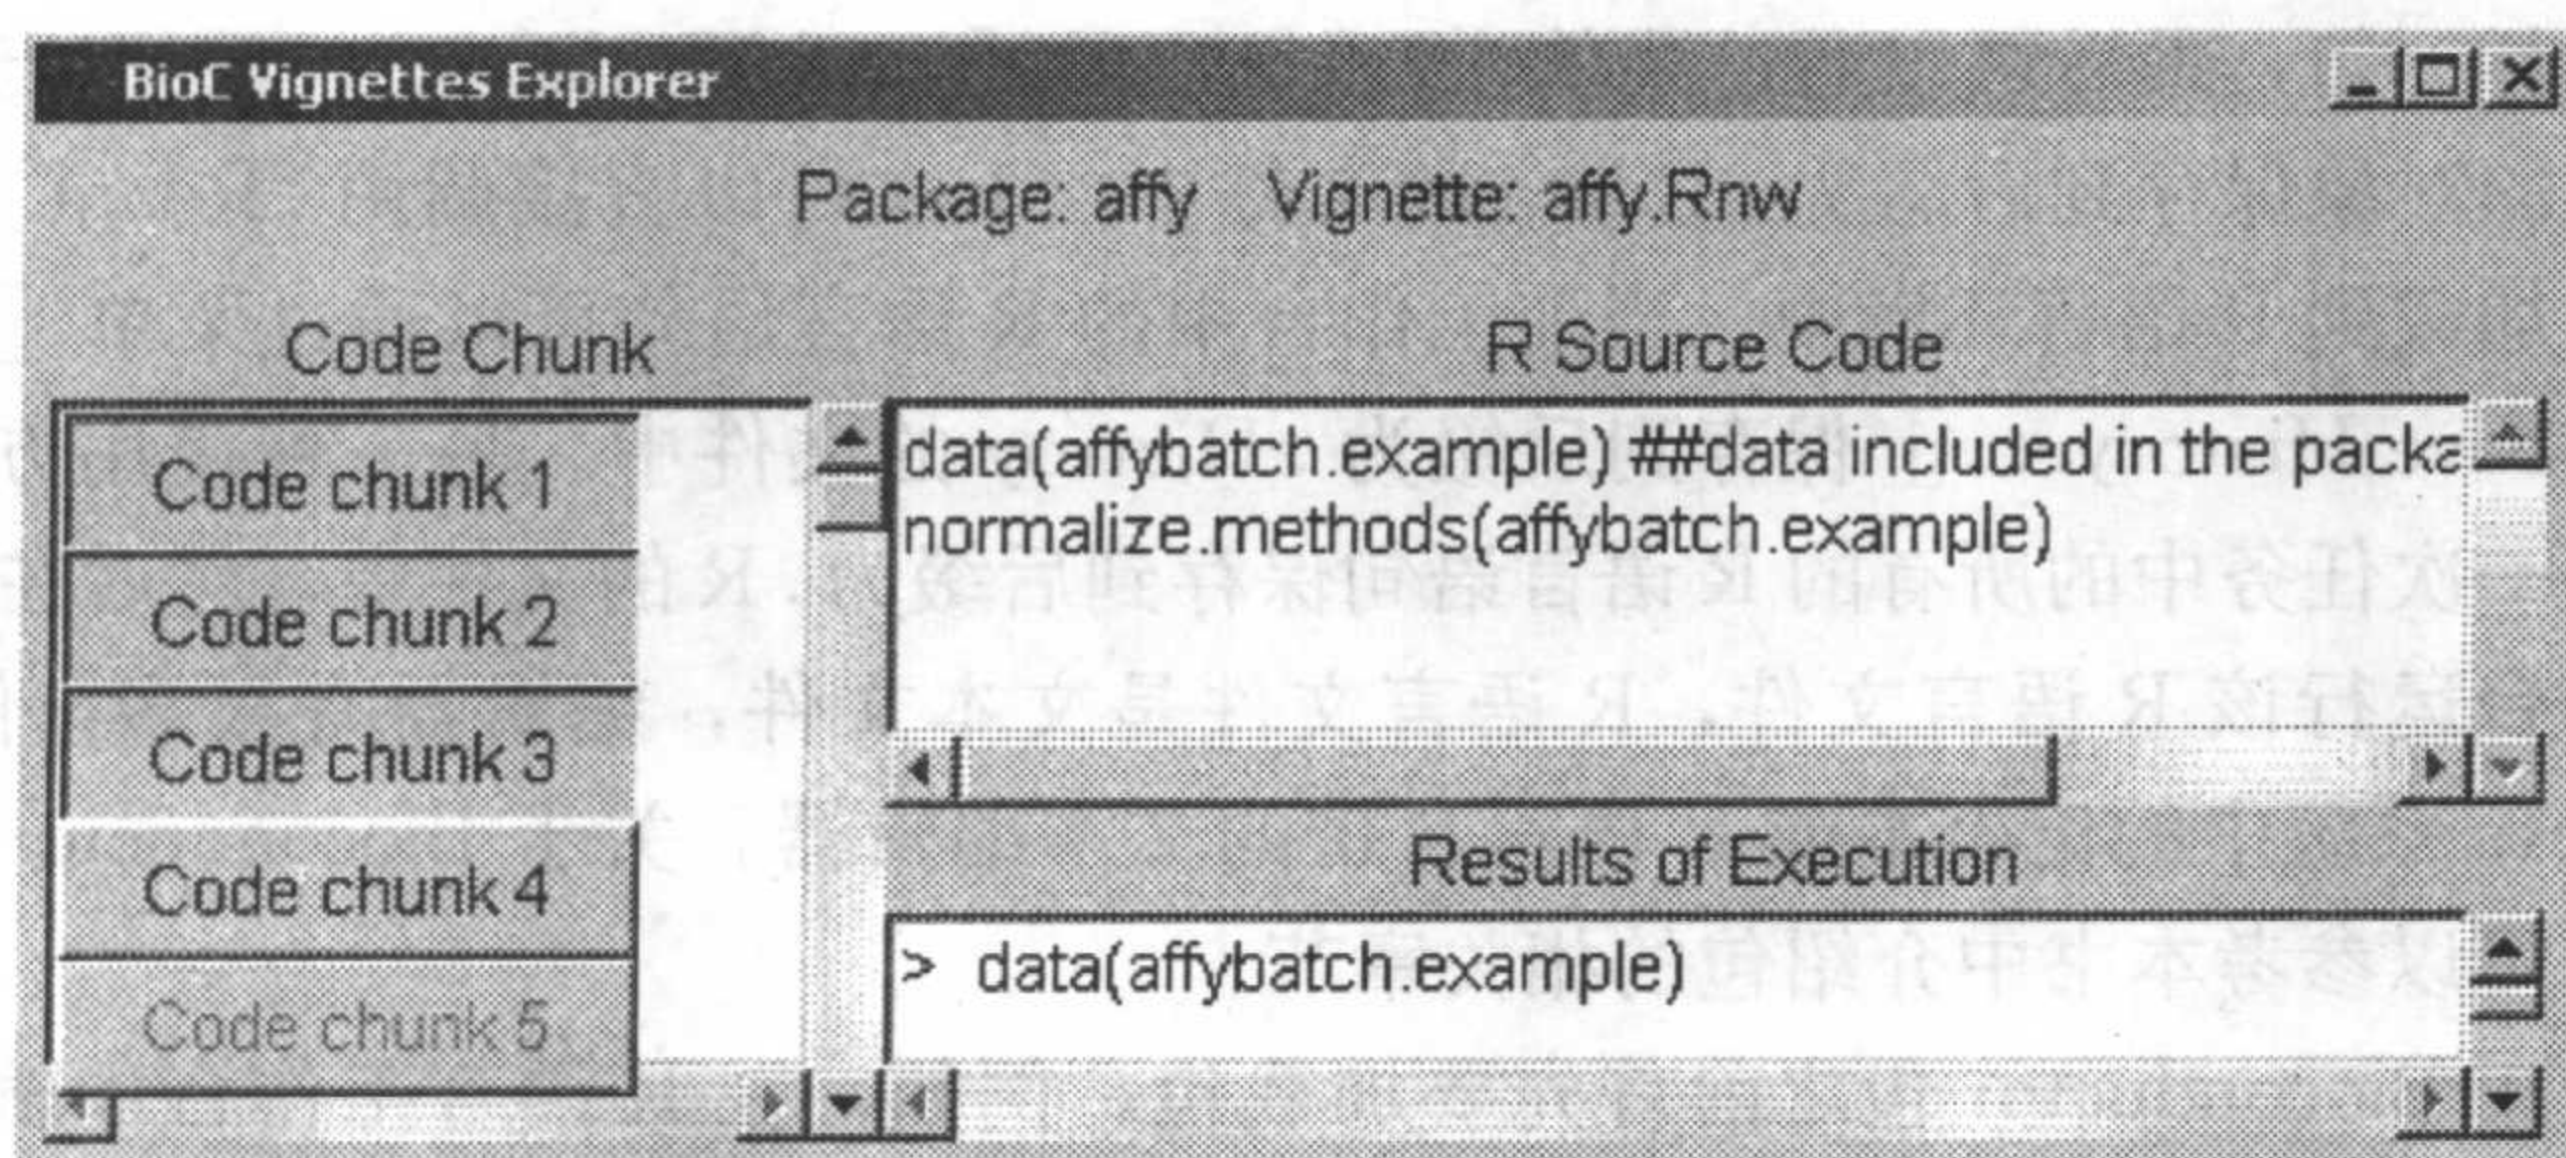 BioC Vignettes Explorer
Package: affy Vignette: affy.Rnw
Code Chunk
Code chunk 1
Code chunk 2
Code chunk 3
Code chunk 4
Code chunk 5
R Source Code
data(affybatch.example) ##data included in the packa
normalize.methods(affybatch.example)
Results of Execution
> data(affybatch.example)